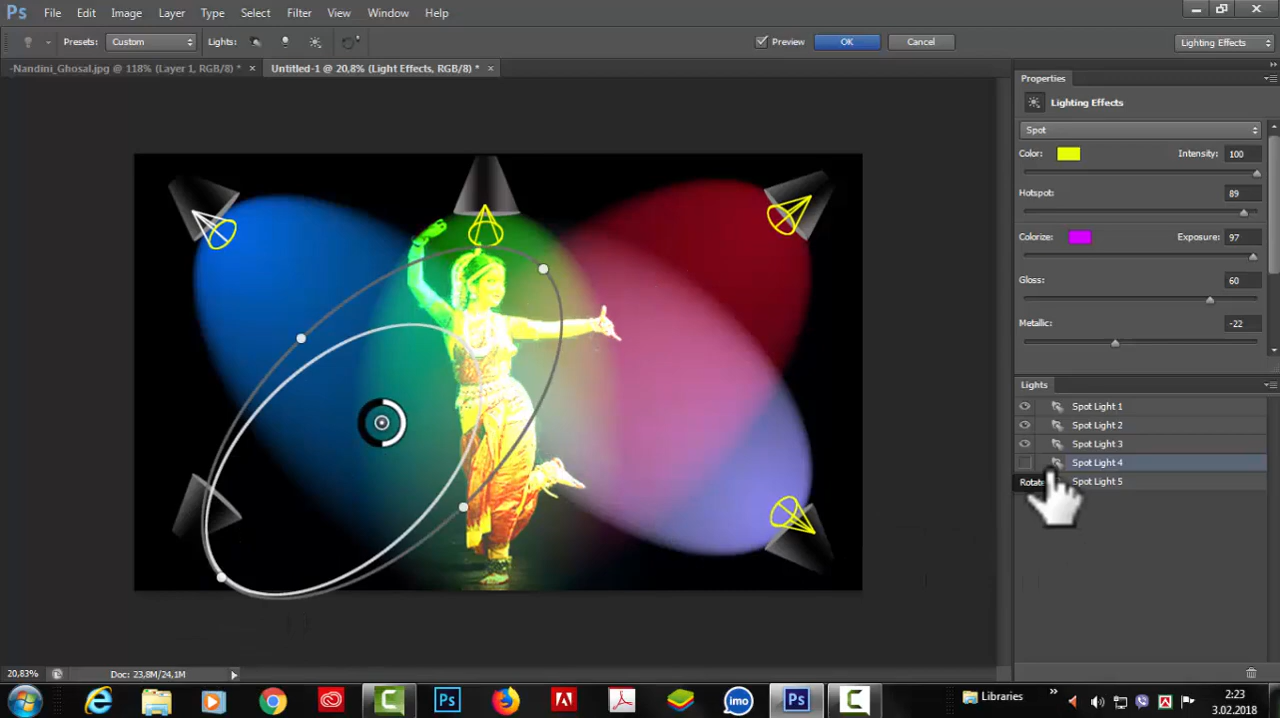 Ps File Edit Image Layer Type Select Filter View Window Help
Presets: Custom Lights: Preview OK Cancel Lighting Effects
-Nandini_Ghosal.jpg @ 118% (Layer 1, RGB/8) * × Untitled-1 @ 20,8% (Light Effects, RGB/8) * ×
Properties
Lighting Effects
Spot
Color: Intensity: 100
Hotspot: 89
Colorize: Exposure: 97
Gloss: 60
Metallic: -22
Lights
Spot Light 1
Spot Light 2
Spot Light 3
Spot Light 4
Rotate Spot Light 5
20,83% Doc: 23,8M/24,1M
Ps imo Ps C Libraries » 2:23
3.02.2018